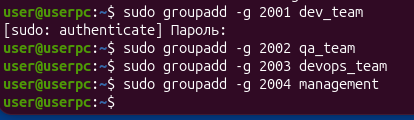 user@userpc:~$ sudo groupadd -g 2001 dev_team
[sudo: authenticate] Пароль:
user@userpc:~$ sudo groupadd -g 2002 qa_team
user@userpc:~$ sudo groupadd -g 2003 devops_team
user@userpc:~$ sudo groupadd -g 2004 management
user@userpc:~$